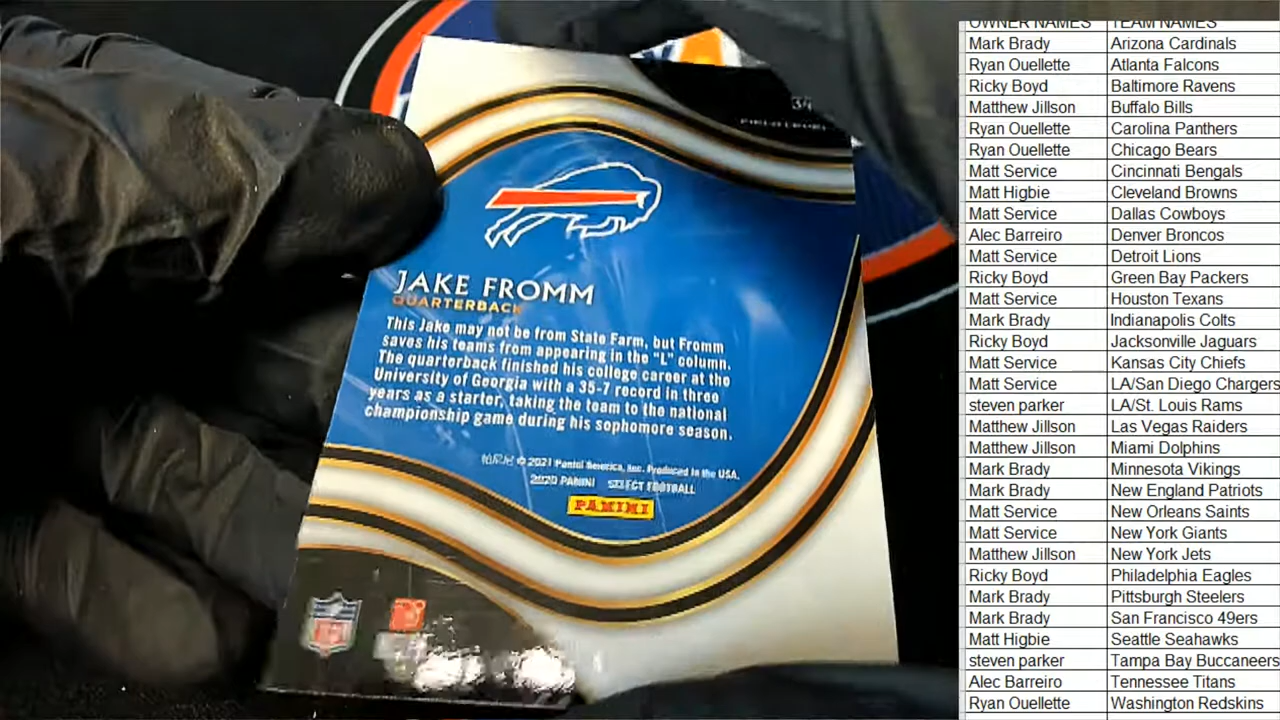 34
JAKE FROMM
QUARTERBACK
This Jake may not be from State Farm, but Fromm
saves his teams from appearing in the "L" column.
The quarterback finished his college career at the
University of Georgia with a 35-7 record in three
years as a starter, taking the team to the national
championship game during his sophomore season.
© 2021 Panini America, Inc. Produced in the USA.
2020 PANINI SELECT FOOTBALL
PANINI
NFL
OWNER NAMES TEAM NAMES
Mark Brady Arizona Cardinals
Ryan Ouellette Atlanta Falcons
Ricky Boyd Baltimore Ravens
Matthew Jillson Buffalo Bills
Ryan Ouellette Carolina Panthers
Ryan Ouellette Chicago Bears
Matt Service Cincinnati Bengals
Matt Higbie Cleveland Browns
Matt Service Dallas Cowboys
Alec Barreiro Denver Broncos
Matt Service Detroit Lions
Ricky Boyd Green Bay Packers
Matt Service Houston Texans
Mark Brady Indianapolis Colts
Ricky Boyd Jacksonville Jaguars
Matt Service Kansas City Chiefs
Matt Service LA/San Diego Chargers
steven parker LA/St. Louis Rams
Matthew Jillson Las Vegas Raiders
Matthew Jillson Miami Dolphins
Mark Brady Minnesota Vikings
Mark Brady New England Patriots
Matt Service New Orleans Saints
Matt Service New York Giants
Matthew Jillson New York Jets
Ricky Boyd Philadelphia Eagles
Mark Brady Pittsburgh Steelers
Mark Brady San Francisco 49ers
Matt Higbie Seattle Seahawks
steven parker Tampa Bay Buccaneers
Alec Barreiro Tennessee Titans
Ryan Ouellette Washington Redskins